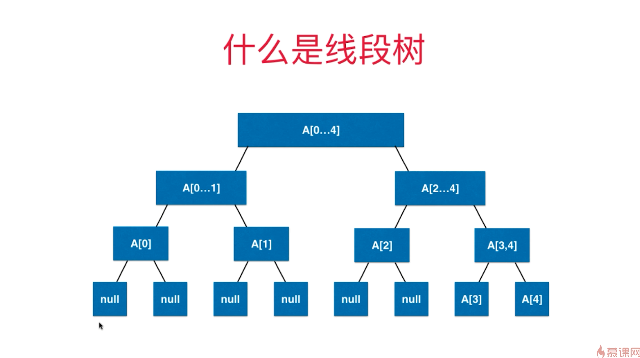 什么是线段树
A[0...4]
A[0...1] A[2...4]
A[0] A[1] A[2] A[3,4]
null null null null null null A[3] A[4]
慕课网